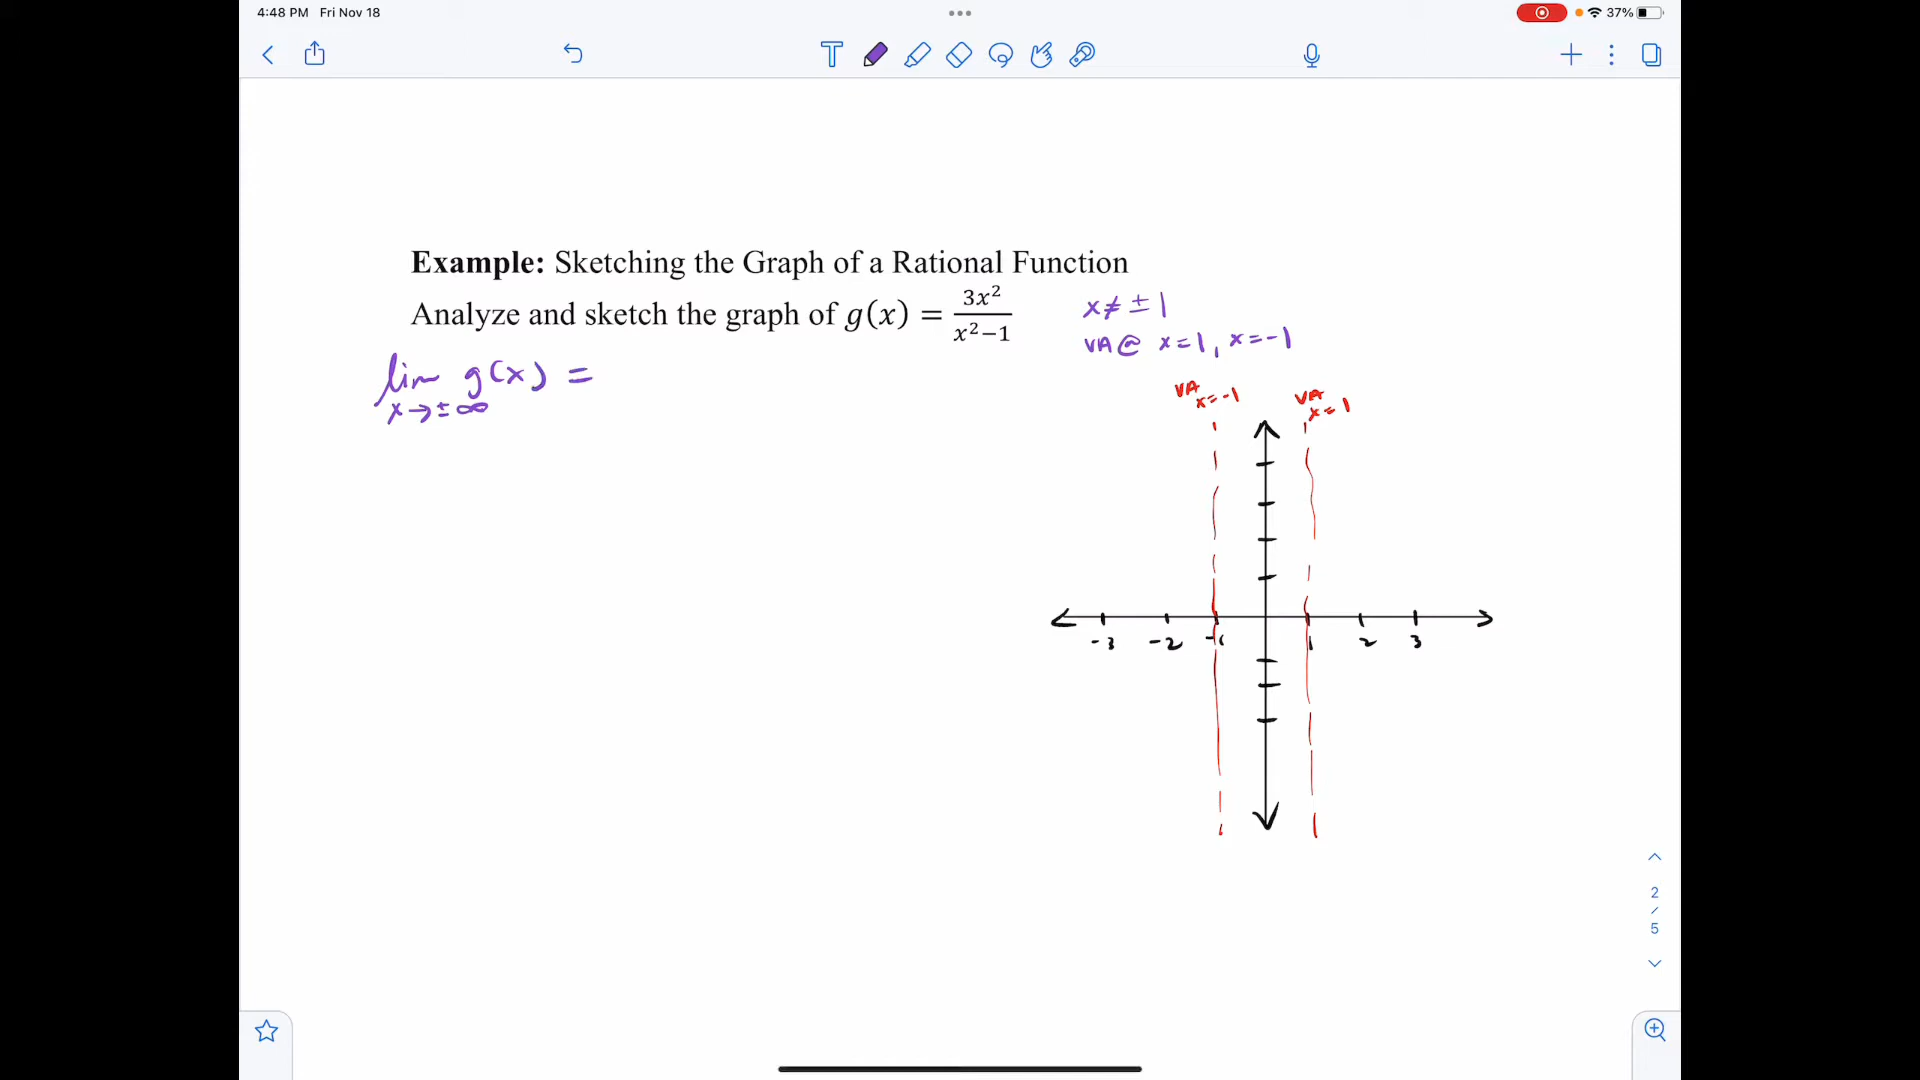 4:48 PM Fri Nov 18
37%
T
Example: Sketching the Graph of a Rational Function
Analyze and sketch the graph of g(x) = 3x²/(x²−1)
x ≠ ± 1
VA @ x=1, x=-1
lim g(x) =
x→±∞
VA x=-1
VA x=1
-3 -2 -1 1 2 3
2
/
5